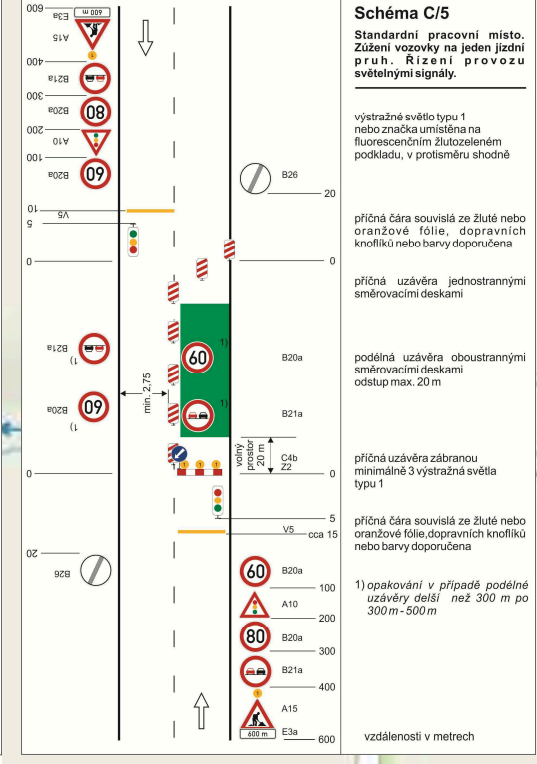 Schéma C/5
Standardní pracovní místo.
Zúžení vozovky na jeden jízdní
pruh. Řízení provozu
světelnými signály.
výstražné světlo typu 1
nebo značka umístěna na
fluorescenčním žlutozeleném
podkladu, v protisměru shodně
příčná čára souvislá ze žluté nebo
oranžové fólie, dopravních
knoflíků nebo barvy doporučena
příčná uzávěra jednostrannými
směrovacími deskami
podélná uzávěra oboustrannými
směrovacími deskami
odstup max. 20 m
příčná uzávěra zábranou
minimálně 3 výstražná světla
typu 1
příčná čára souvislá ze žluté nebo
oranžové fólie,dopravních knoflíků
nebo barvy doporučena
1) opakování v případě podélné
uzávěry delší než 300 m po
300 m - 500 m
vzdálenosti v metrech
600
E3a
600 m
A15
1
400
B21a
300
B20a
80
200
A10
100
B20a
60
10
V5
5
0
B21a
1)
B20a
60
1)
0
20
B26
min. 2,75
B26
20
0
1)
60
B20a
1)
B21a
volný
prostor
20 m
C4b
Z2
1 1 1
0
5
V5
cca 15
60
B20a
100
A10
200
80
B20a
300
B21a
400
1
A15
600 m
E3a
600